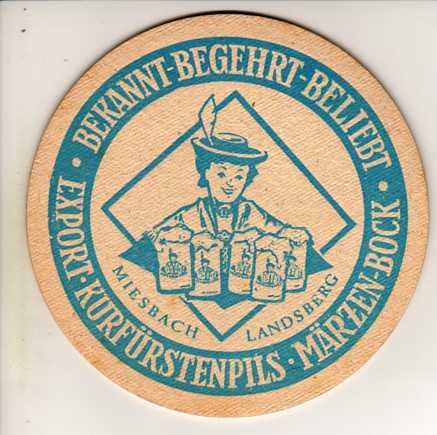 BEKANNT-BEGEHRT-BELIEBT
EXPORT·KURFÜRSTENPILS·MÄRZEN-BOCK
MIESBACH LANDSBERG